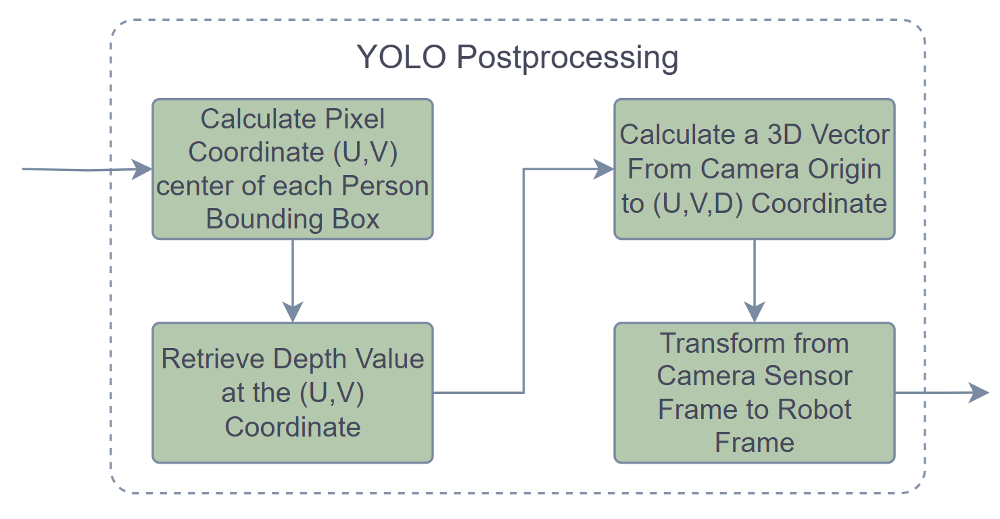 YOLO Postprocessing
Calculate Pixel
Coordinate (U,V)
center of each Person
Bounding Box
Retrieve Depth Value
at the (U,V)
Coordinate
Calculate a 3D Vector
From Camera Origin
to (U,V,D) Coordinate
Transform from
Camera Sensor
Frame to Robot
Frame